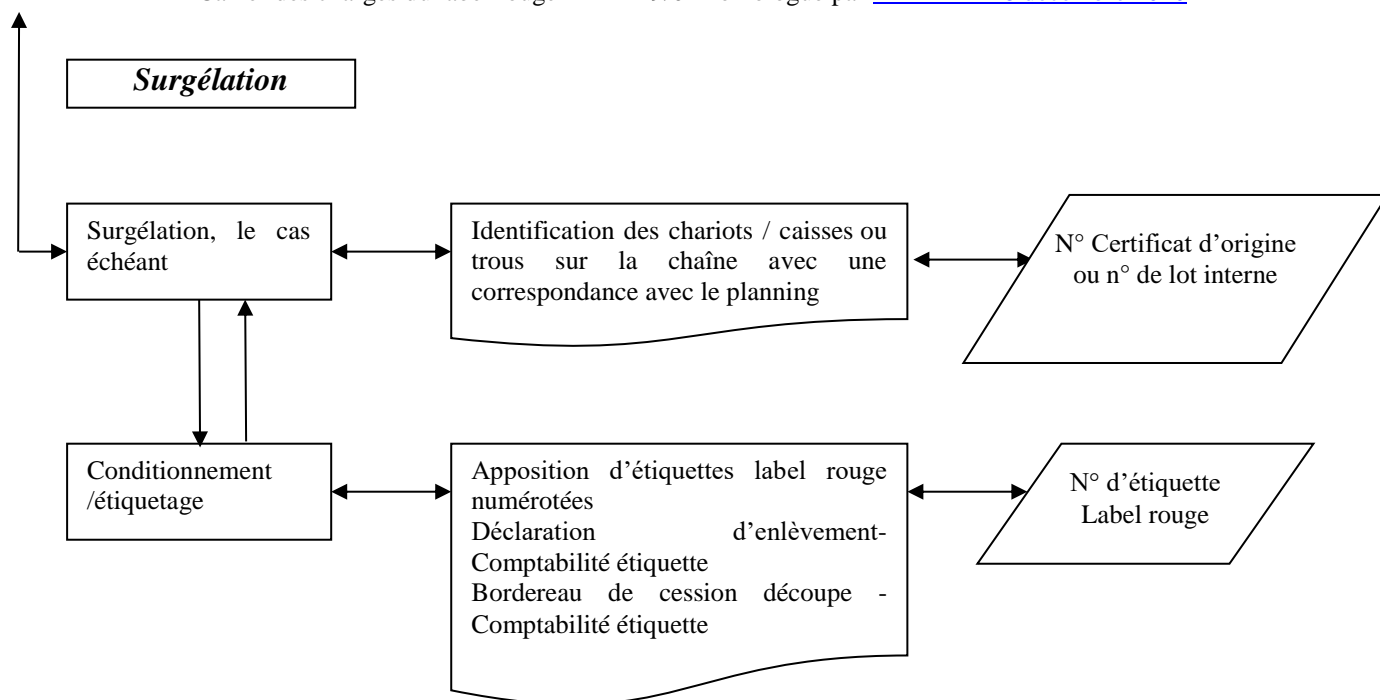 Surgélation
Surgélation, le cas
échéant
Identification des chariots / caisses ou
trous sur la chaîne avec une
correspondance avec le planning
N° Certificat d'origine
ou n° de lot interne
Conditionnement
/étiquetage
Apposition d'étiquettes label rouge
numérotées
Déclaration d'enlèvement-
Comptabilité étiquette
Bordereau de cession découpe -
Comptabilité étiquette
N° d'étiquette
Label rouge